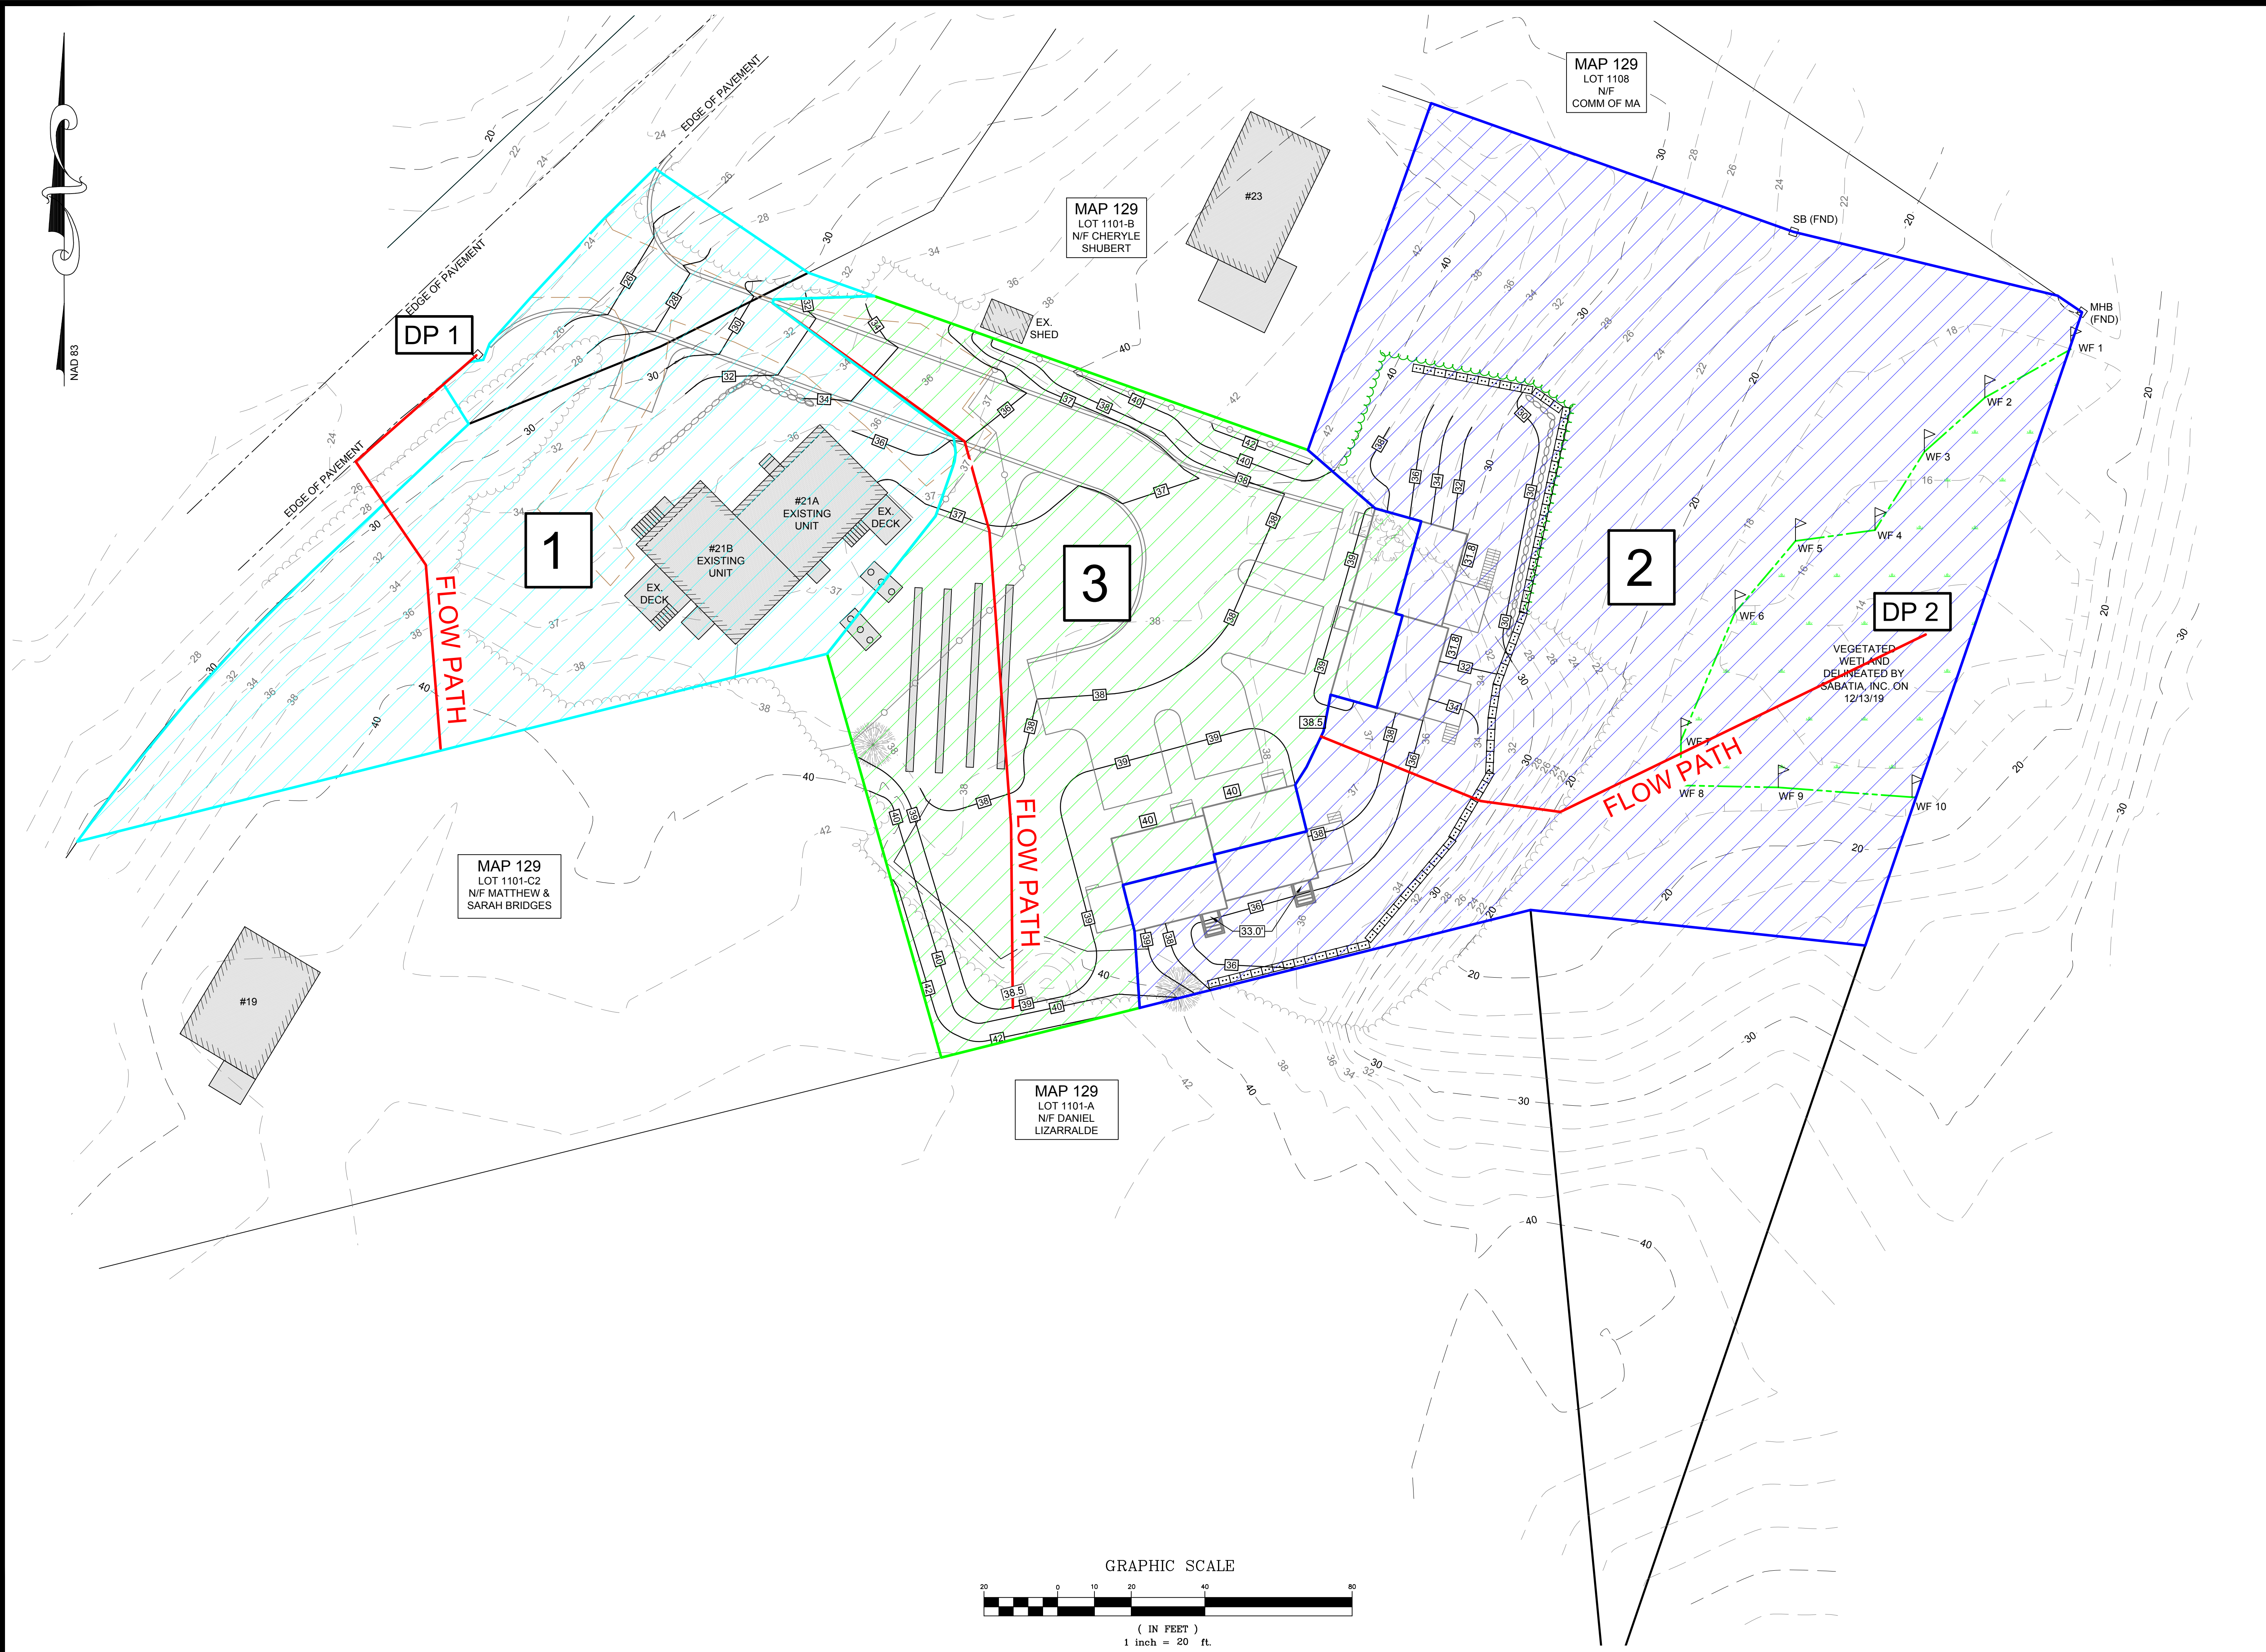 NAD 83
EDGE OF PAVEMENT
EDGE OF PAVEMENT
EDGE OF PAVEMENT
DP 1
MAP 129
LOT 1108
N/F
COMM OF MA
MAP 129
LOT 1101-B
N/F CHERYLE
SHUBERT
#23
EX.
SHED
SB (FND)
MHB
(FND)
WF 1
WF 2
WF 3
WF 4
WF 5
WF 6
WF 7
WF 8
WF 9
WF 10
1
#21A
EXISTING
UNIT
#21B
EXISTING
UNIT
EX.
DECK
EX.
DECK
FLOW PATH
3
2
DP 2
VEGETATED
WETLAND
DELINEATED BY
SABATIA, INC. ON
12/13/19
FLOW PATH
FLOW PATH
38.5
38.5
33.0'
31.8
31.8
40
40
MAP 129
LOT 1101-C2
N/F MATTHEW &
SARAH BRIDGES
#19
MAP 129
LOT 1101-A
N/F DANIEL
LIZARRALDE
GRAPHIC SCALE
20 0 10 20 40 80
( IN FEET )
1 inch = 20 ft.